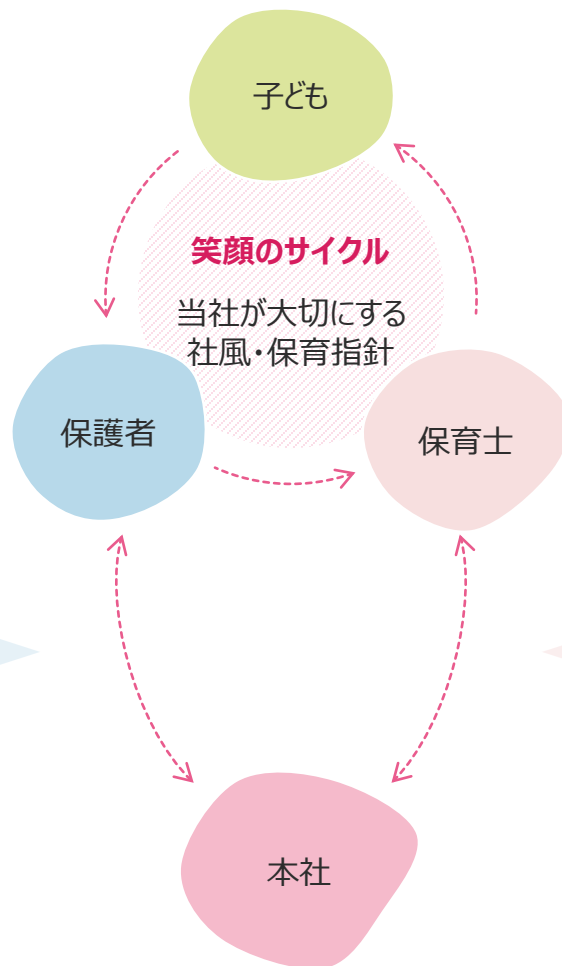 子ども
笑顔のサイクル
当社が大切にする
社風・保育指針
保護者
保育士
本社